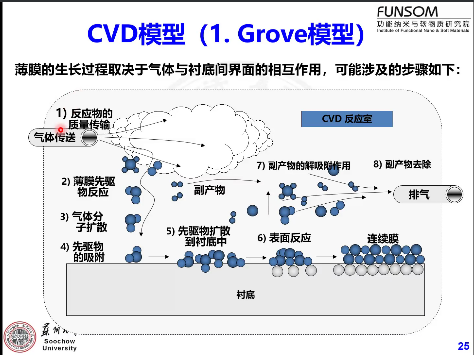 FUNSOM
功能纳米与软物质研究院
Institute of Functional Nano & Soft Materials
CVD模型（1. Grove模型）
薄膜的生长过程取决于气体与衬底间界面的相互作用，可能涉及的步骤如下：
1) 反应物的
质量传输
气体传送
CVD 反应室
2) 薄膜先驱
物反应
副产物
7) 副产物的解吸附作用
8) 副产物去除
排气
3) 气体分
子扩散
4) 先驱物
的吸附
5) 先驱物扩散
到衬底中
6) 表面反应
连续膜
衬底
Soochow
University
25